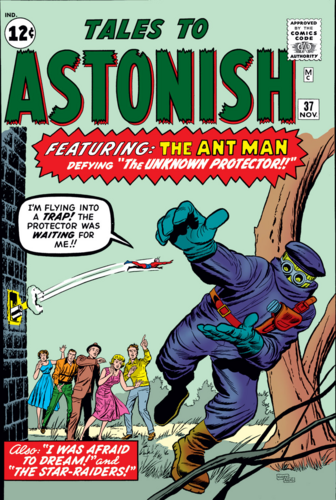 IND.
12¢
TALES TO
ASTONISH
APPROVED
BY THE
COMICS
CODE
AUTHORITY
M
C
37
NOV.
FEATURING: THE ANT MAN
DEFYING "THE UNKNOWN PROTECTOR!!"
I'M FLYING INTO
A TRAP! THE
PROTECTOR WAS
WAITING FOR
ME!!
Also: "I WAS AFRAID
TO DREAM!" and
"THE STAR-RAIDERS!"